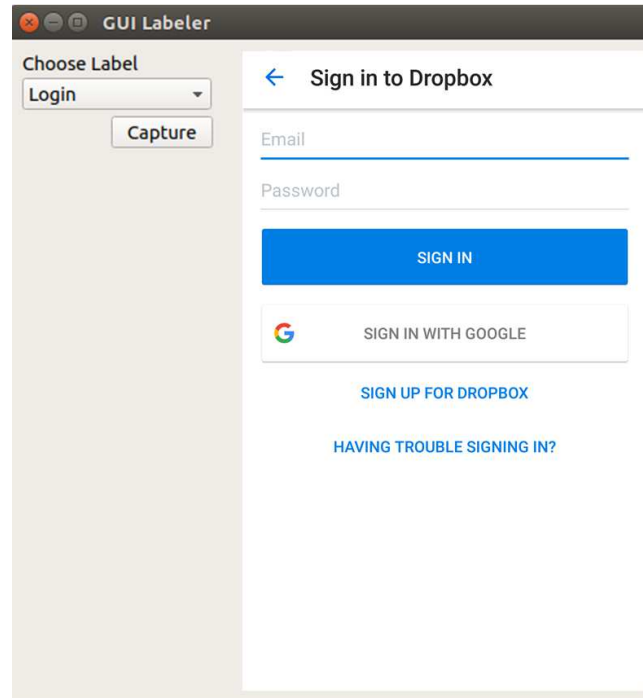 GUI Labeler
Choose Label
Login
Capture
Sign in to Dropbox
Email
Password
SIGN IN
SIGN IN WITH GOOGLE
SIGN UP FOR DROPBOX
HAVING TROUBLE SIGNING IN?